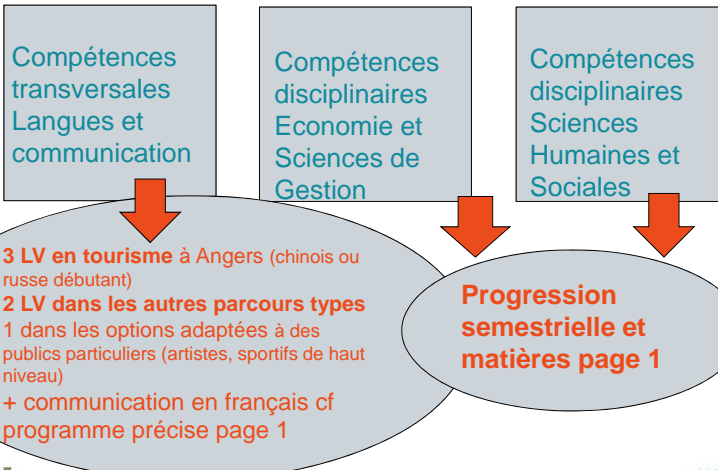 Compétences
transversales
Langues et
communication
Compétences
disciplinaires
Economie et
Sciences de
Gestion
Compétences
disciplinaires
Sciences
Humaines et
Sociales
3 LV en tourisme à Angers (chinois ou
russe débutant)
2 LV dans les autres parcours types
1 dans les options adaptées à des
publics particuliers (artistes, sportifs de haut
niveau)
+ communication en français cf
programme précise page 1
Progression
semestrielle et
matières page 1